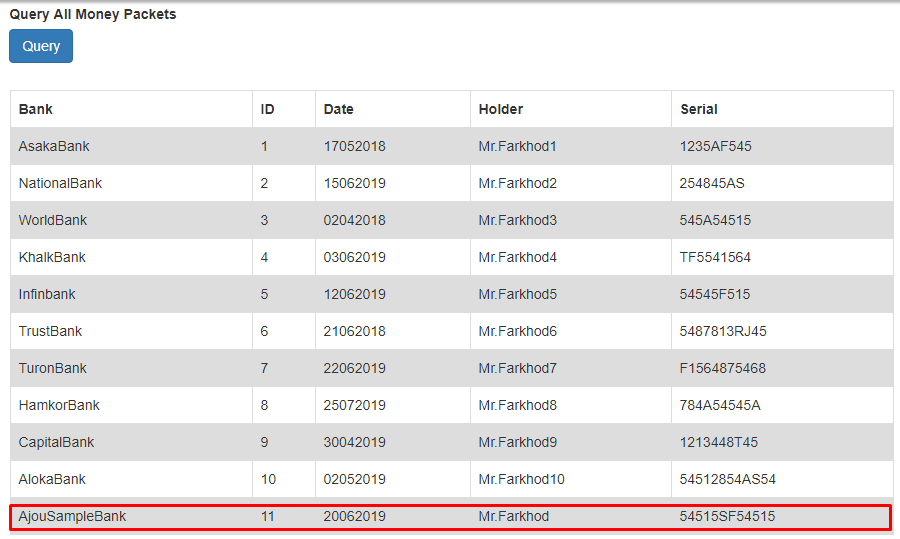 Query All Money Packets
Query
Bank ID Date Holder Serial
AsakaBank 1 17052018 Mr.Farkhod1 1235AF545
NationalBank 2 15062019 Mr.Farkhod2 254845AS
WorldBank 3 02042018 Mr.Farkhod3 545A54515
KhalkBank 4 03062019 Mr.Farkhod4 TF5541564
Infinbank 5 12062019 Mr.Farkhod5 54545F515
TrustBank 6 21062018 Mr.Farkhod6 5487813RJ45
TuronBank 7 22062019 Mr.Farkhod7 F1564875468
HamkorBank 8 25072019 Mr.Farkhod8 784A54545A
CapitalBank 9 30042019 Mr.Farkhod9 1213448T45
AlokaBank 10 02052019 Mr.Farkhod10 54512854AS54
AjouSampleBank 11 20062019 Mr.Farkhod 54515SF54515